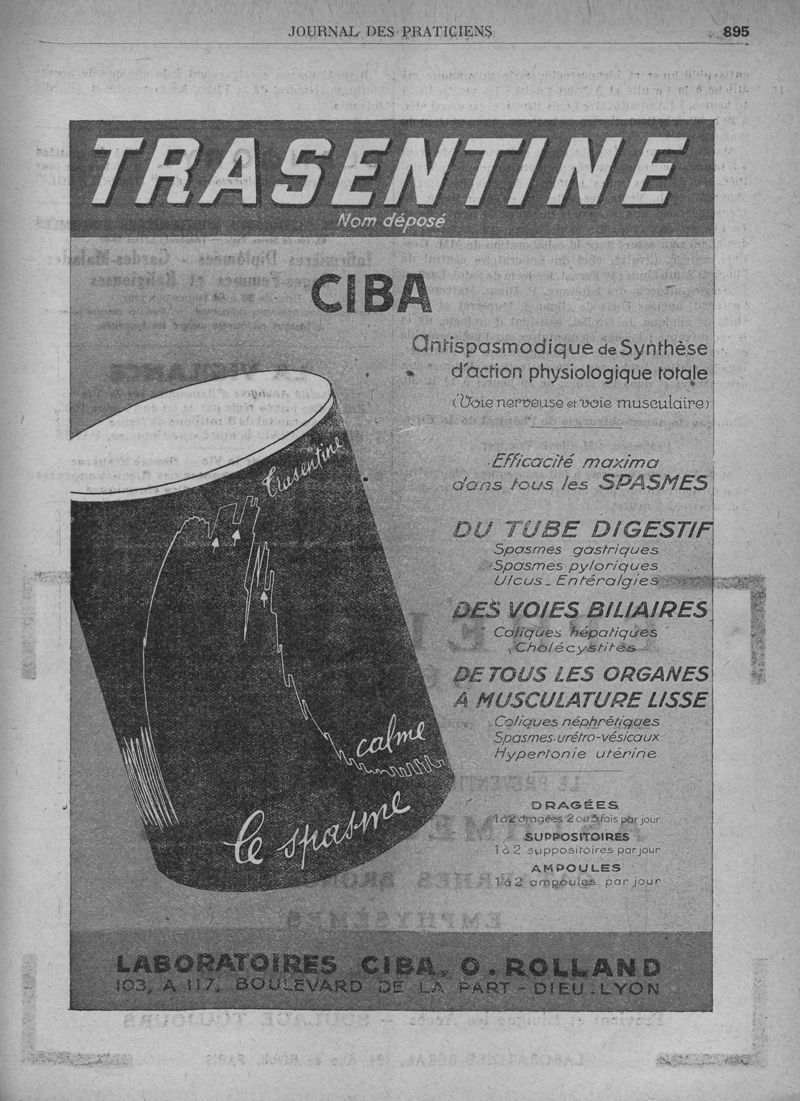 JOURNAL DES PRATICIENS 895
TRASENTINE
Nom déposé
CIBA
Antispasmodique de Synthèse
d'action physiologique totale
(Voie nerveuse et voie musculaire)
Efficacité maxima
dans tous les SPASMES
DU TUBE DIGESTIF
Spasmes gastriques
Spasmes pyloriques
Ulcus - Entéralgies
DES VOIES BILIAIRES
Coliques hépatiques
Cholécystites
DE TOUS LES ORGANES
A MUSCULATURE LISSE
Coliques néphrétiques
Spasmes urétro-vésicaux
Hypertonie utérine
Trasentine
calme
le spasme
DRAGÉES
1 à 2 dragées 2 ou 3 fois par jour
SUPPOSITOIRES
1 à 2 suppositoires par jour
AMPOULES
1 à 2 ampoules par jour
LABORATOIRES CIBA, O. ROLLAND
103, A 117, BOULEVARD DE LA PART-DIEU - LYON